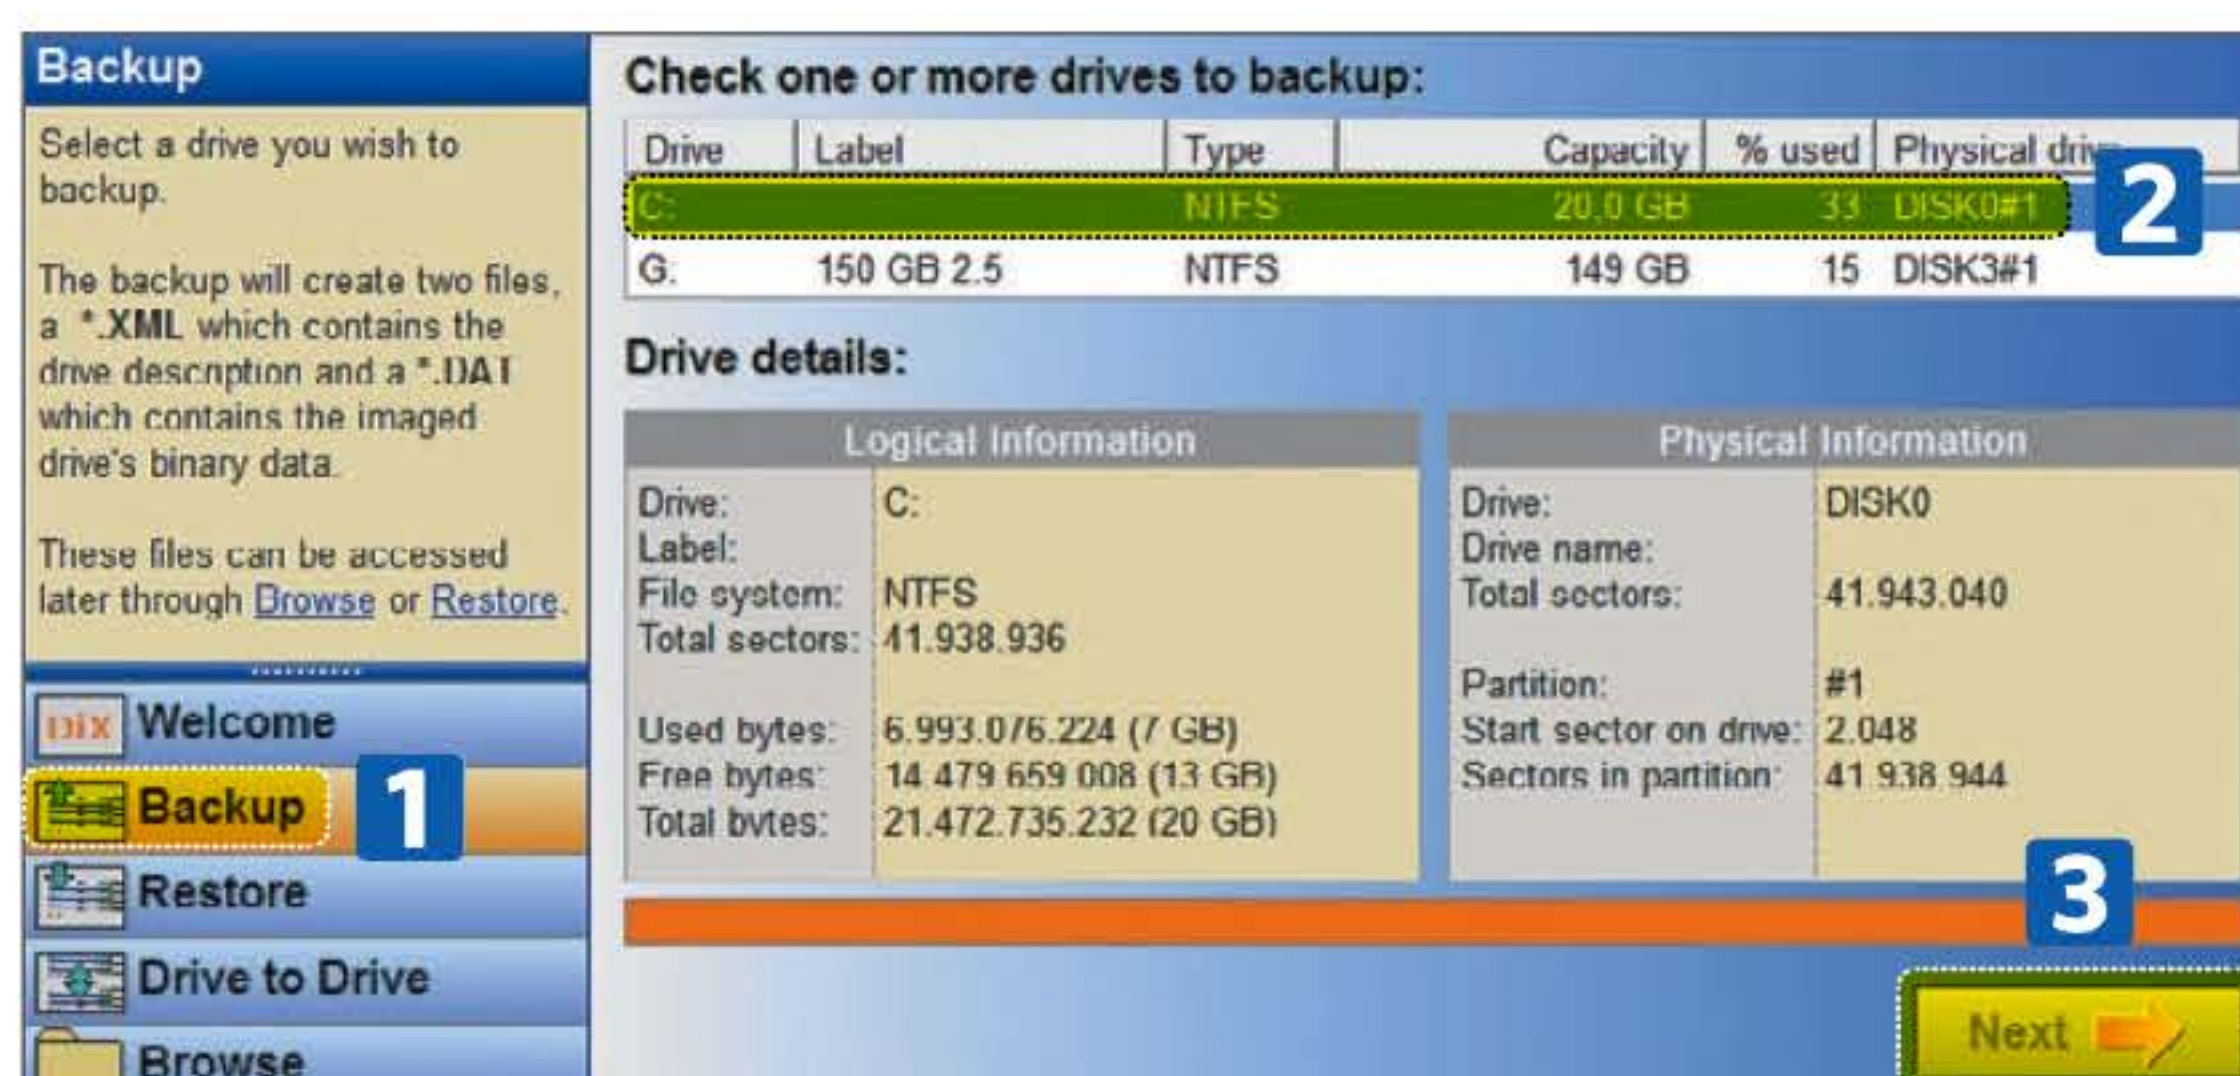 Backup
Select a drive you wish to
backup.
The backup will create two files,
a *.XML which contains the
drive description and a *.DAT
which contains the imaged
drive's binary data.
These files can be accessed
later through Browse or Restore.
DiX Welcome
Backup 1
Restore
Drive to Drive
Browse
Check one or more drives to backup:
Drive Label Type Capacity % used Physical drive
C: NTFS 20,0 GB 33 DISK0#1 2
G: 150 GB 2.5 NTFS 149 GB 15 DISK3#1
Drive details:
Logical Information
Drive: C:
Label:
File system: NTFS
Total sectors: 41.938.936
Used bytes: 6.993.076.224 (7 GB)
Free bytes: 14.479.659.008 (13 GB)
Total bytes: 21.472.735.232 (20 GB)
Physical Information
Drive: DISK0
Drive name:
Total sectors: 41.943.040
Partition: #1
Start sector on drive: 2.048
Sectors in partition: 41.938.944
3
Next